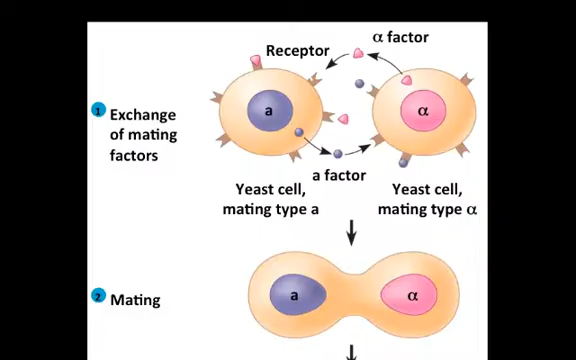 α factor
Receptor
a
α
1 Exchange
of mating
factors
a factor
Yeast cell,
mating type a
Yeast cell,
mating type α
2 Mating
a
α